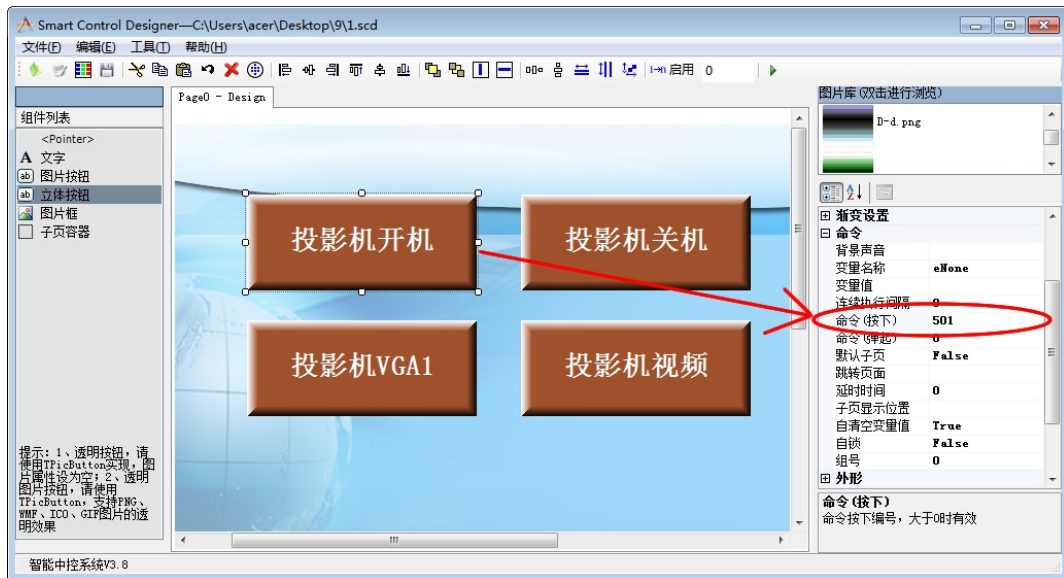 Smart Control Designer—C:\Users\acer\Desktop\9\1.scd
文件(F) 编辑(E) 工具(T) 帮助(H)
1→n 启用 0
Page0 - Design
组件列表
<Pointer>
A 文字
ab 图片按钮
ab 立体按钮
图片框
子页容器
提示：1、透明按钮，请
使用TPicButton实现，图
片属性设为空；2、透明
图片按钮，请使用
TPicButton，支持PNG、
WMF、ICO、GIF图片的透
明效果
投影机开机
投影机关机
投影机VGA1
投影机视频
图片库(双击进行浏览)
D-d.png
渐变设置
命令
背景声音
变量名称 eNone
变量值
连续执行间隔 0
命令(按下) 501
命令(弹起) 0
默认子页 False
跳转页面
延时时间 0
子页显示位置
自清空变量值 True
自锁 False
组号 0
外形
命令(按下)
命令按下编号，大于0时有效
智能中控系统V3.8